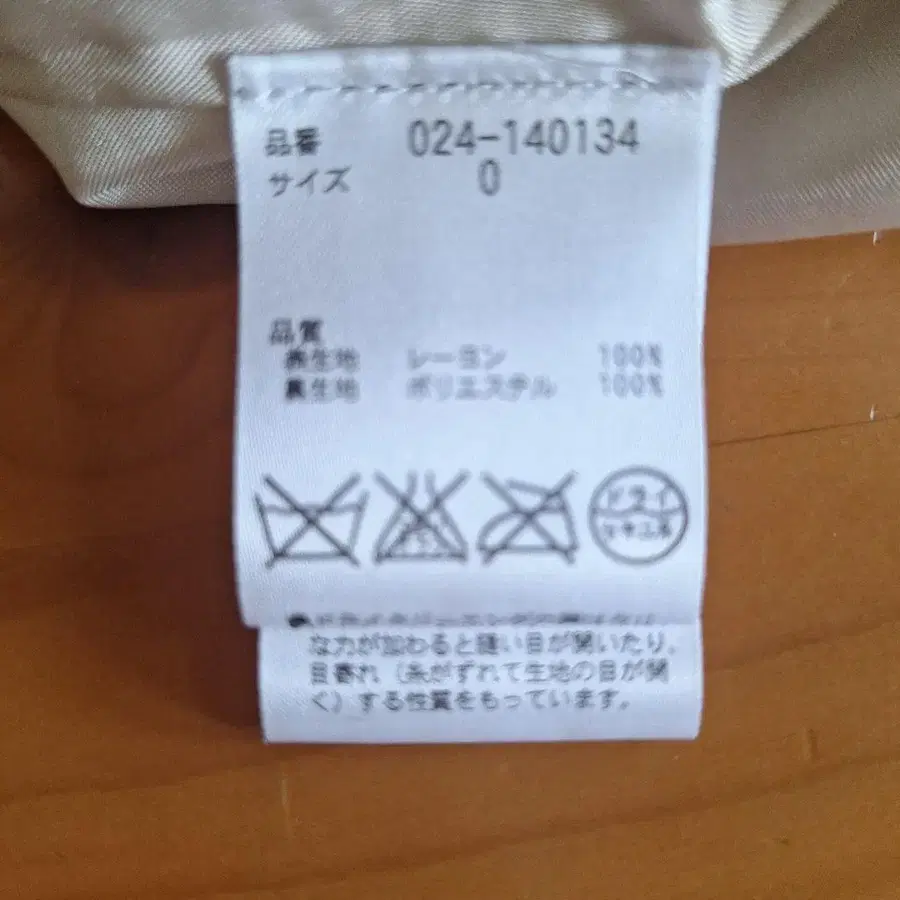 品番 024-140134
サイズ 0
品質
表生地 レーヨン 100%
裏生地 ポリエステル 100%
ドライ
な力が加わると縫い目が開いたり、
目寄れ（糸がずれて生地の目が開
く）する性質をもっています。